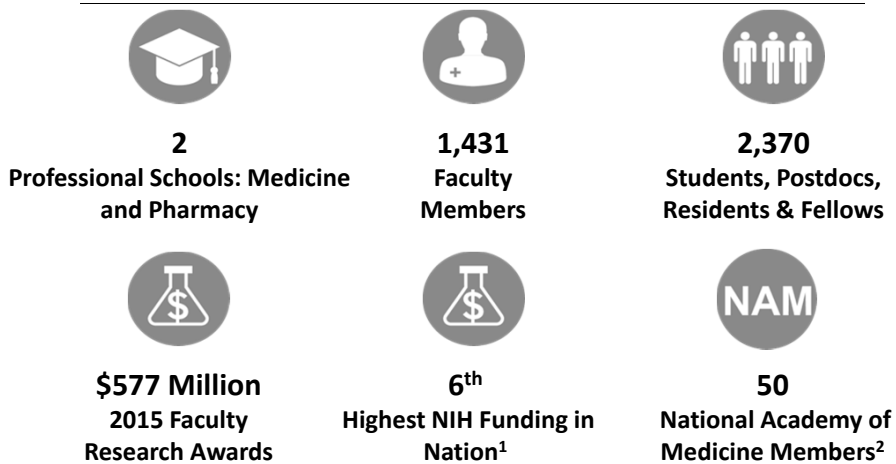 2
Professional Schools: Medicine
and Pharmacy
1,431
Faculty
Members
2,370
Students, Postdocs,
Residents & Fellows
$
$577 Million
2015 Faculty
Research Awards
$
6th
Highest NIH Funding in
Nation1
NAM
50
National Academy of
Medicine Members2